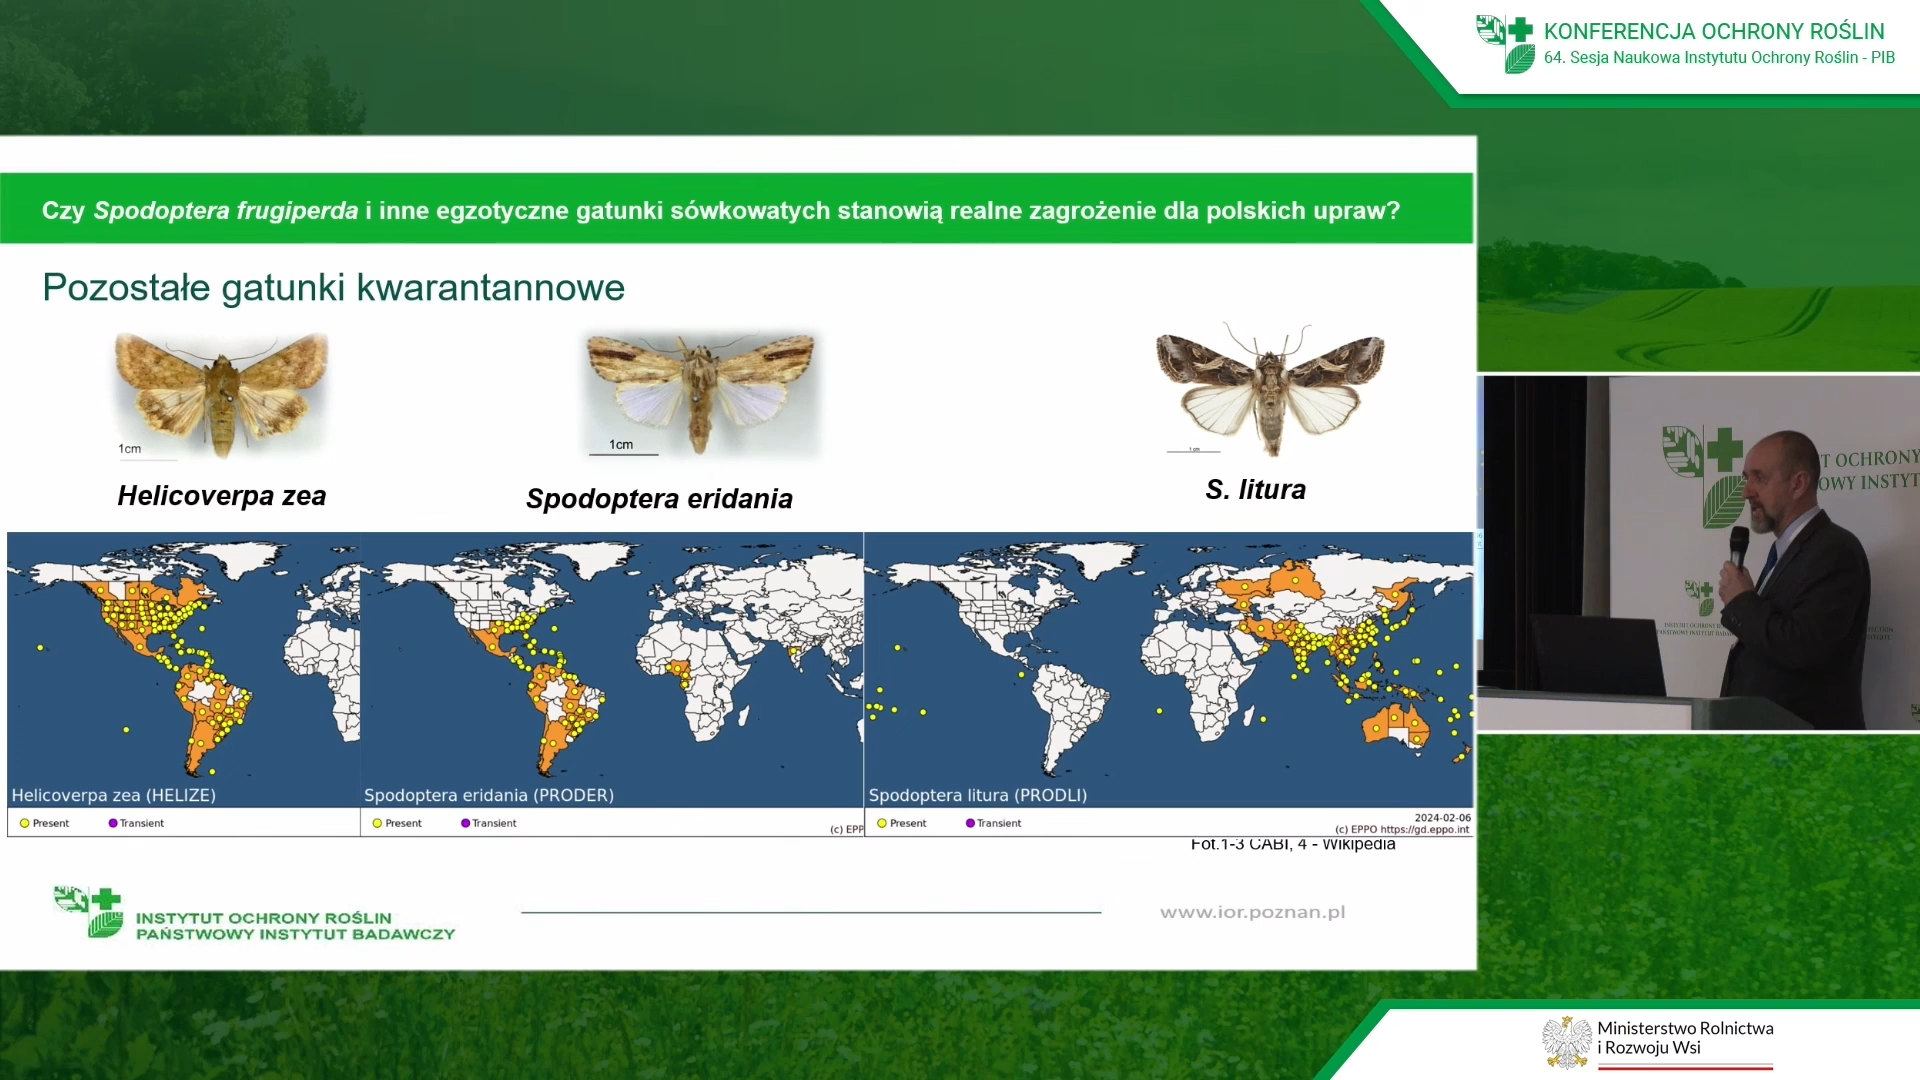 KONFERENCJA OCHRONY ROŚLIN
64. Sesja Naukowa Instytutu Ochrony Roślin - PIB
Czy Spodoptera frugiperda i inne egzotyczne gatunki sówkowatych stanowią realne zagrożenie dla polskich upraw?
Pozostałe gatunki kwarantannowe
1cm
1cm
1 cm
Helicoverpa zea
Spodoptera eridania
S. litura
Helicoverpa zea (HELIZE)
Present
Transient
Spodoptera eridania (PRODER)
Present
Transient
(c) EPP
Spodoptera litura (PRODLI)
Present
Transient
2024-02-06
(c) EPPO https://gd.eppo.int
Fot.1-3 CABI, 4 - Wikipedia
INSTYTUT OCHRONY ROŚLIN
PAŃSTWOWY INSTYTUT BADAWCZY
www.ior.poznan.pl
T OCHRONY
OWY INSTYT
Ministerstwo Rolnictwa
i Rozwoju Wsi